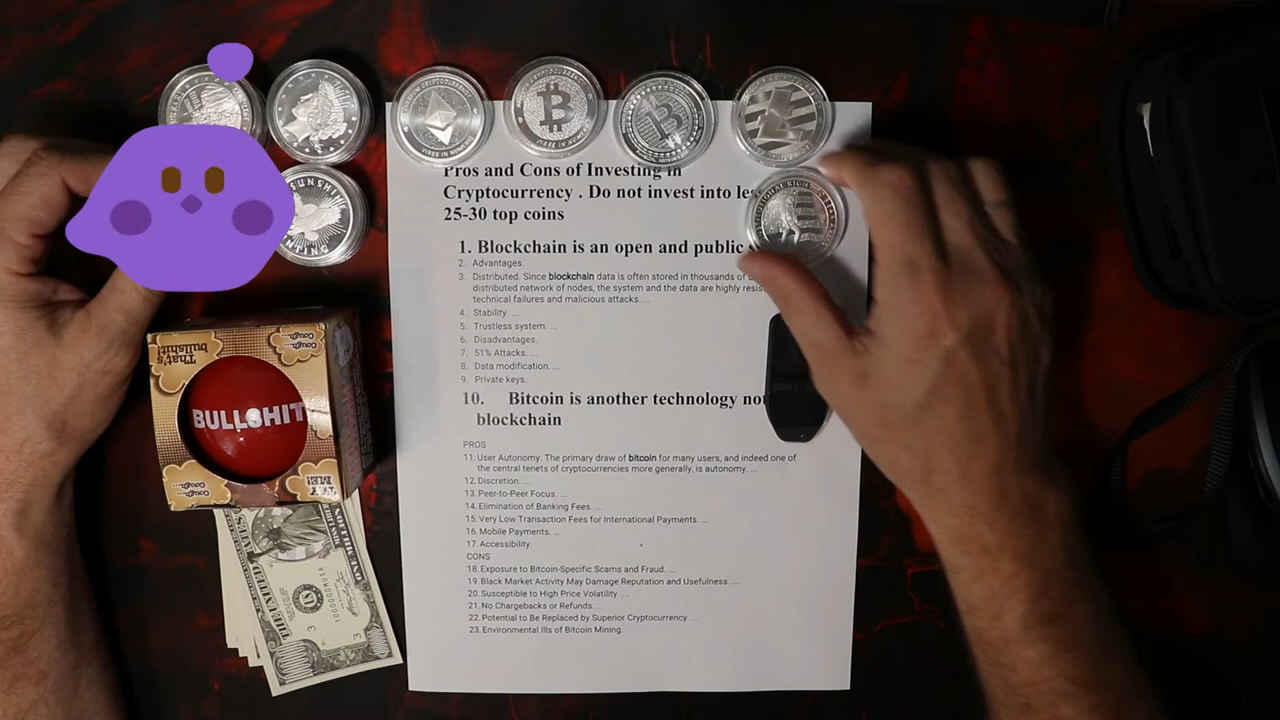 Pros and Cons of Investing in
Cryptocurrency . Do not invest into
25-30 top coins
1. Blockchain is an open and public
2. Advantages.
3. Distributed. Since blockchain data is often stored in thousands of
distributed network of nodes, the system and the data are highly
technical failures and malicious attacks. ...
4. Stability. ...
5. Trustless system. ...
6. Disadvantages.
7. 51% Attacks. ...
8. Data modification. ...
9. Private keys.
10. Bitcoin is another technology
blockchain
PROS
11. User Autonomy. The primary draw of bitcoin for many users, and indeed one of
the central tenets of cryptocurrencies more generally, is autonomy. ...
12. Discretion. ...
13. Peer-to-Peer Focus. ...
14. Elimination of Banking Fees. ...
15. Very Low Transaction Fees for International Payments. ...
16. Mobile Payments. ...
17. Accessibility.
CONS
18. Exposure to Bitcoin-Specific Scams and Fraud. ...
19. Black Market Activity May Damage Reputation and Usefulness. ...
20. Susceptible to High Price Volatility. ...
21. No Chargebacks or Refunds. ...
22. Potential to Be Replaced by Superior Cryptocurrency. ...
23. Environmental Ills of Bitcoin Mining.
That's
bullshit!
Cough...
Cough...
BULLSHIT
TRY
ME!
Cough...
Cough...
SUNSHI
NTING